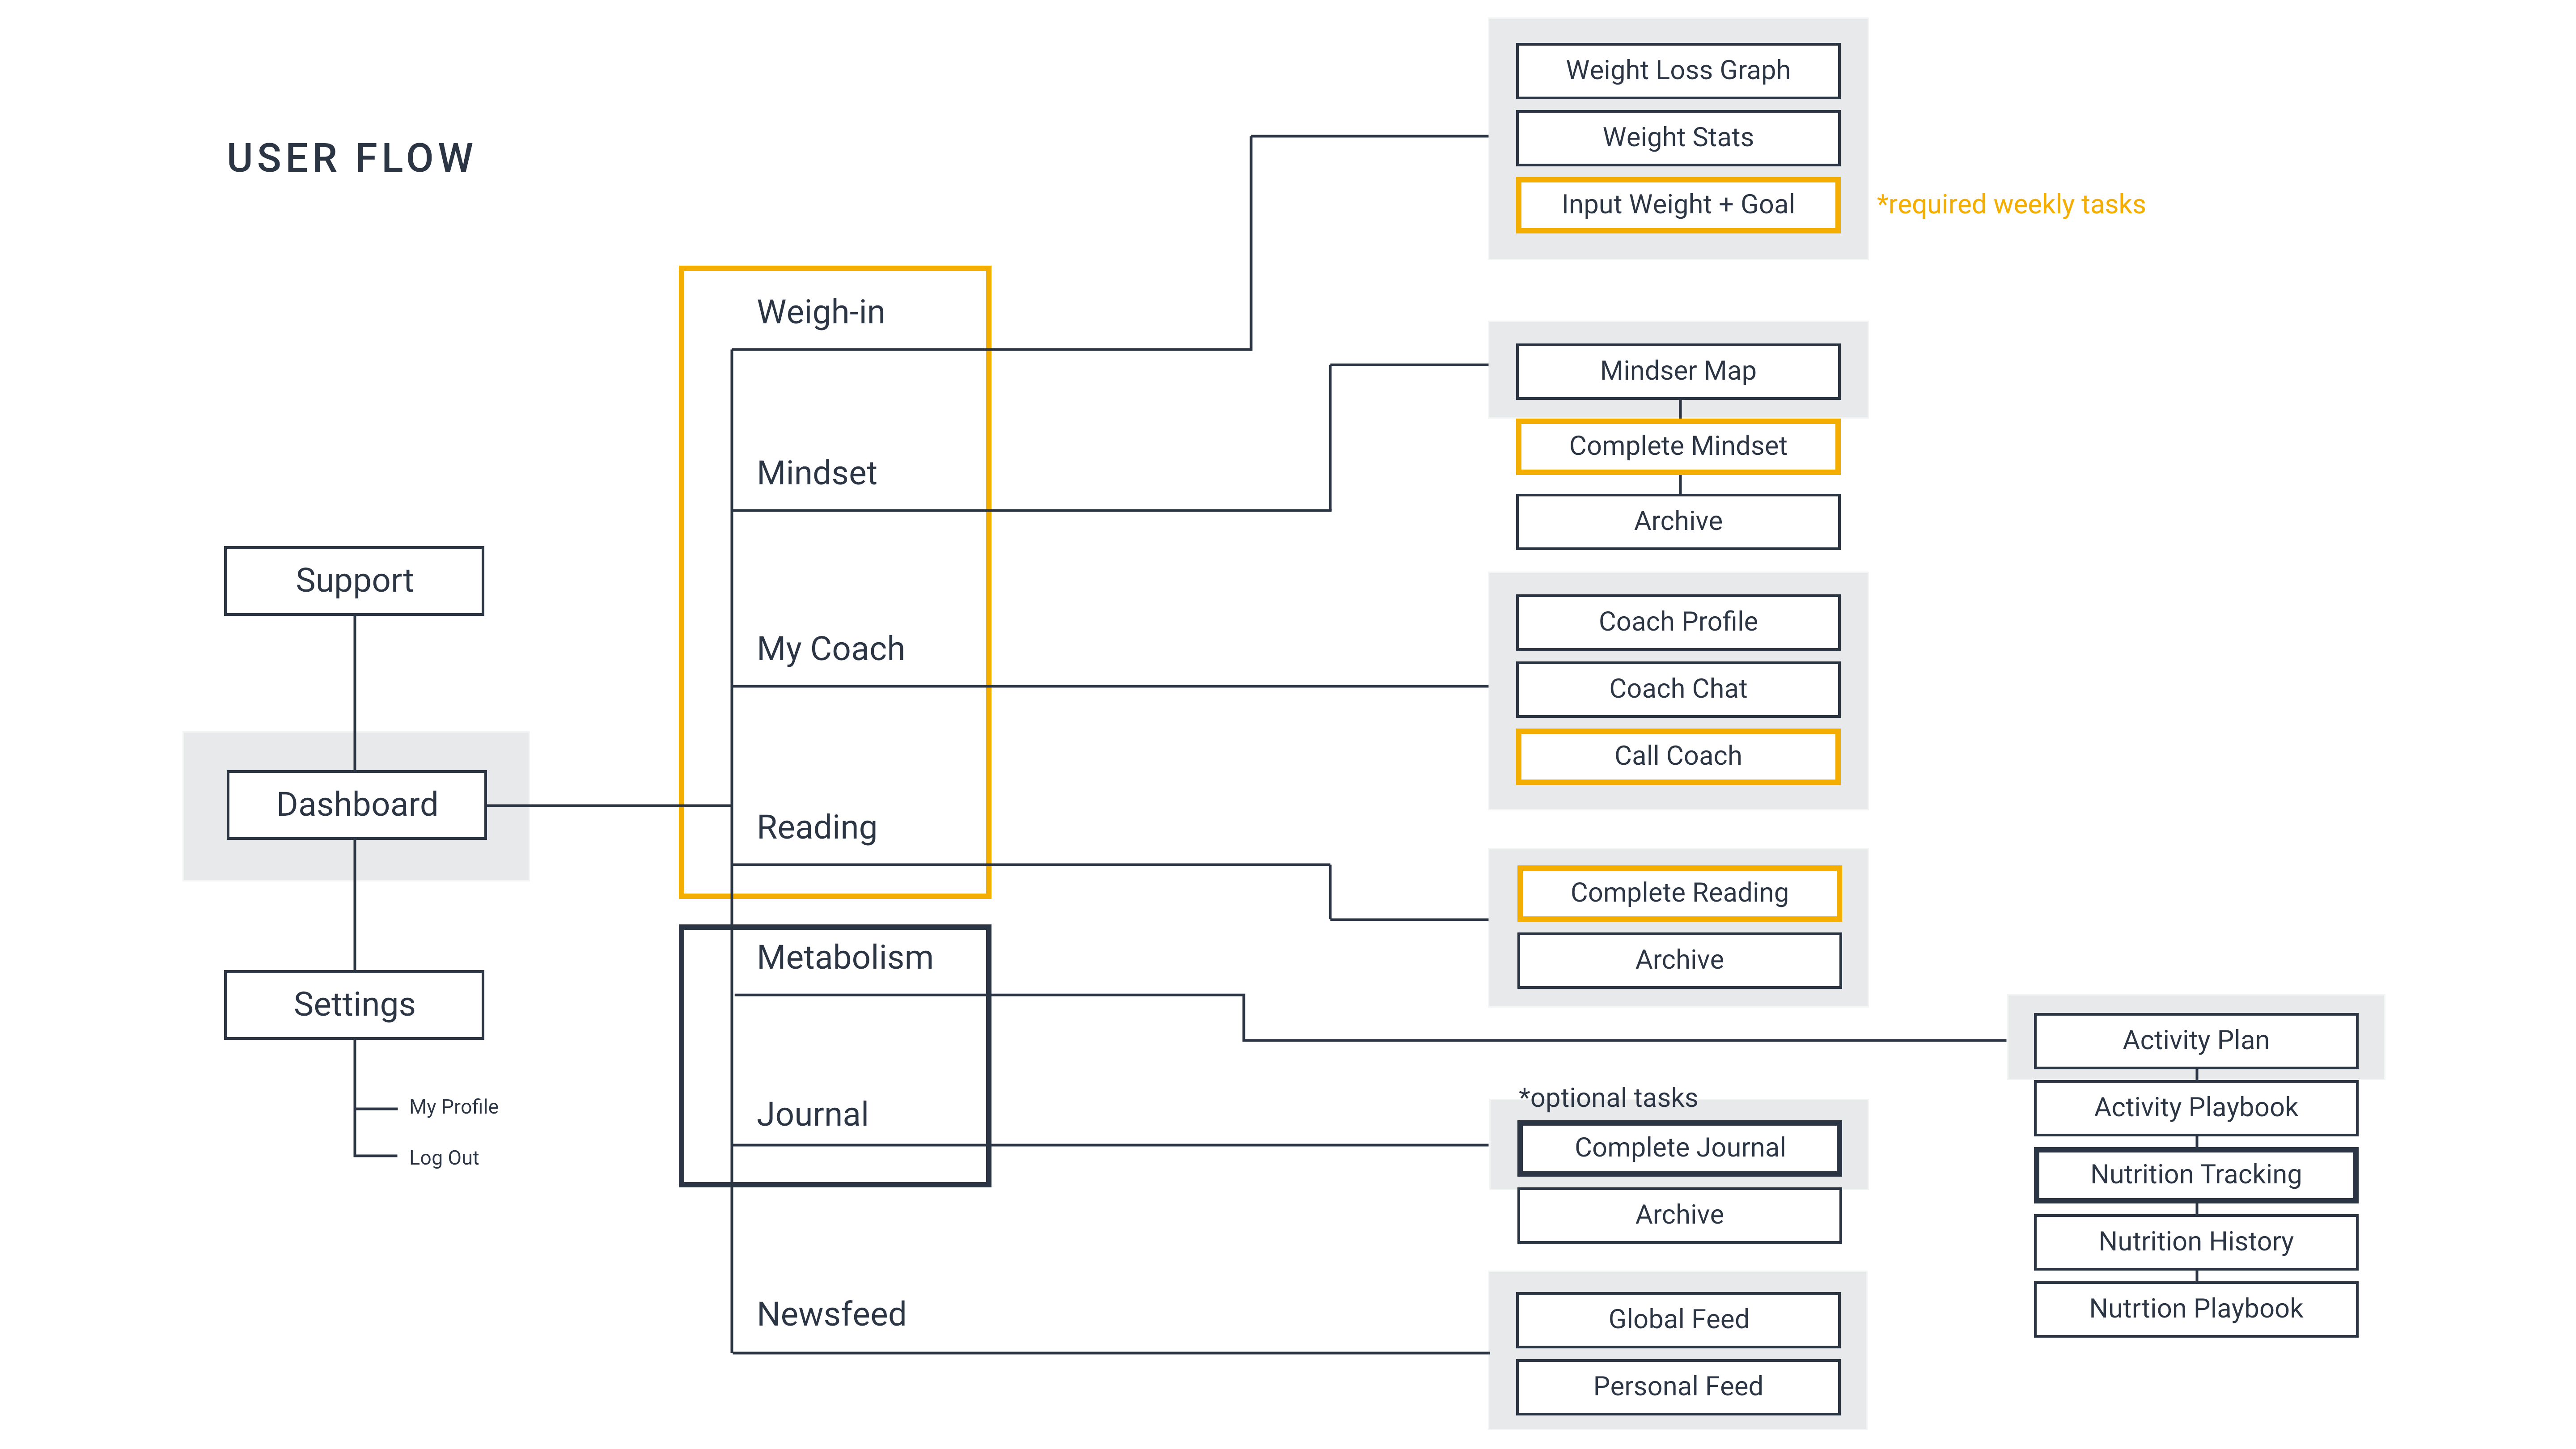 USER FLOW
Support
Dashboard
Settings
My Profile
Log Out
Weigh-in
Mindset
My Coach
Reading
Metabolism
Journal
Newsfeed
Weight Loss Graph
Weight Stats
Input Weight + Goal
*required weekly tasks
Mindser Map
Complete Mindset
Archive
Coach Profile
Coach Chat
Call Coach
Complete Reading
Archive
*optional tasks
Complete Journal
Archive
Global Feed
Personal Feed
Activity Plan
Activity Playbook
Nutrition Tracking
Nutrition History
Nutrtion Playbook